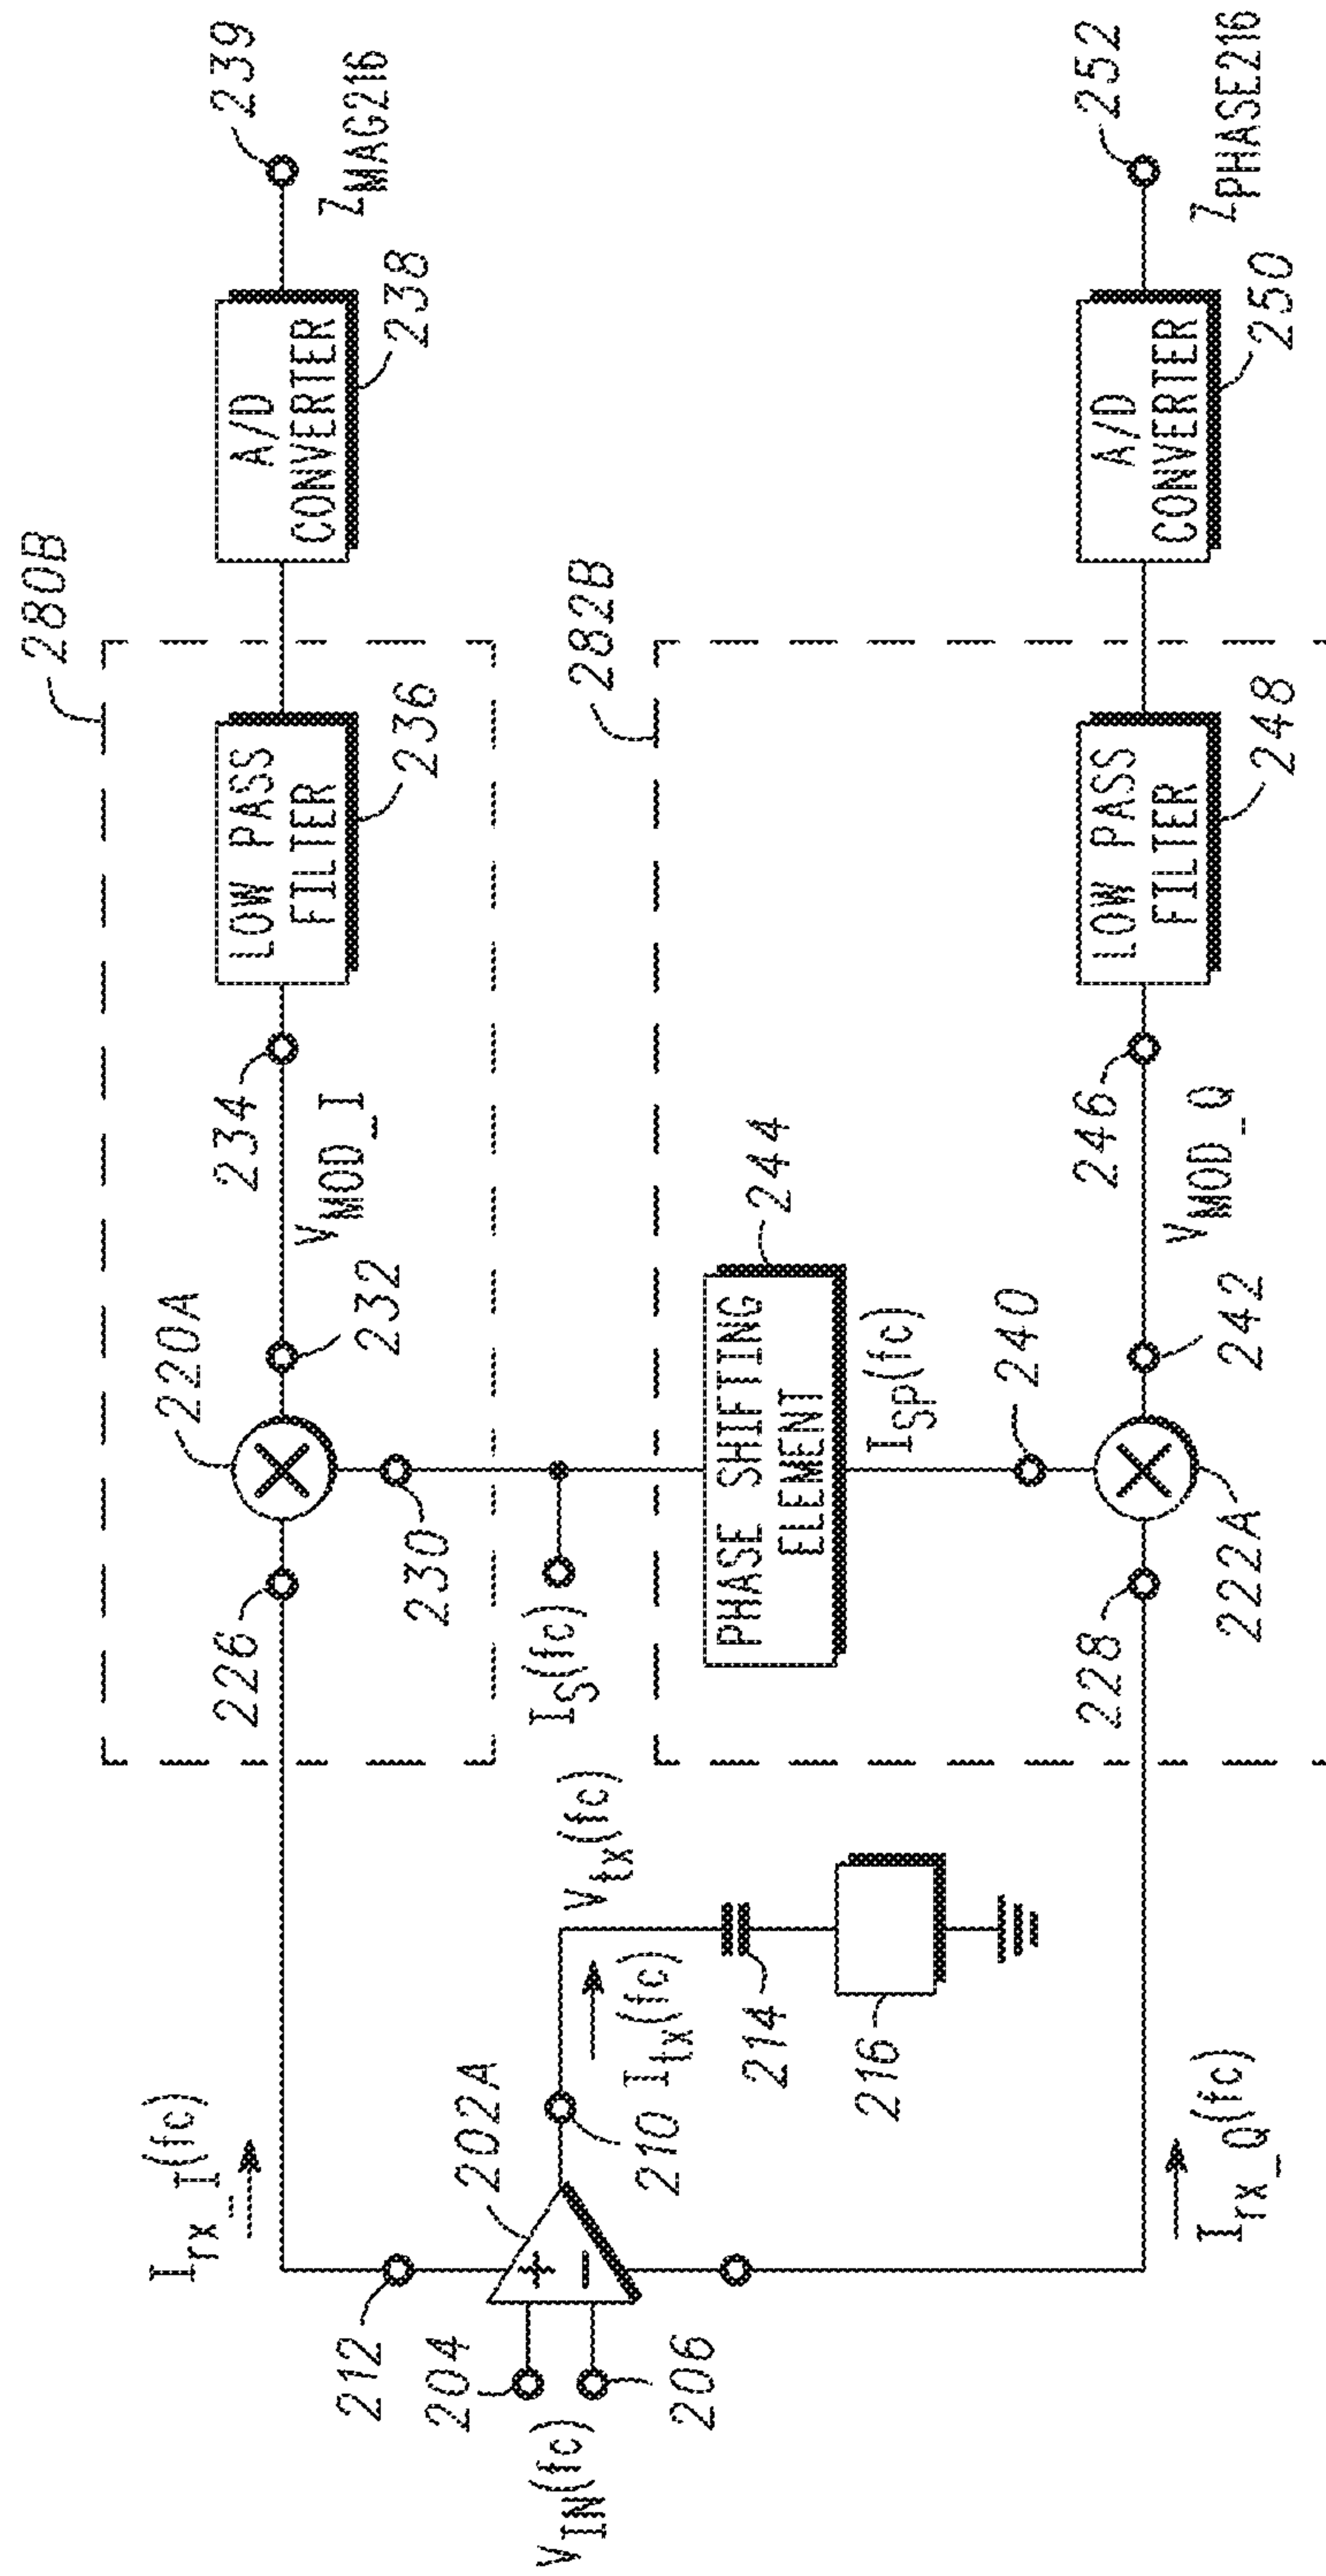 280B
239
Z_MAG216
A/D
CONVERTER
238
LOW PASS
FILTER
236
234
V_MOD_I
232
220A
230
226
I_rx_I(fc)
212
204
V_IN(fc)
206
202A
210
I_tx(fc)
V_tx(fc)
214
216
I_S(fc)
282B
PHASE SHIFTING
ELEMENT
244
I_SP(fc)
240
I_rx_Q(fc)
228
222A
242
V_MOD_Q
246
LOW PASS
FILTER
248
A/D
CONVERTER
250
252
Z_PHASE216
+
−